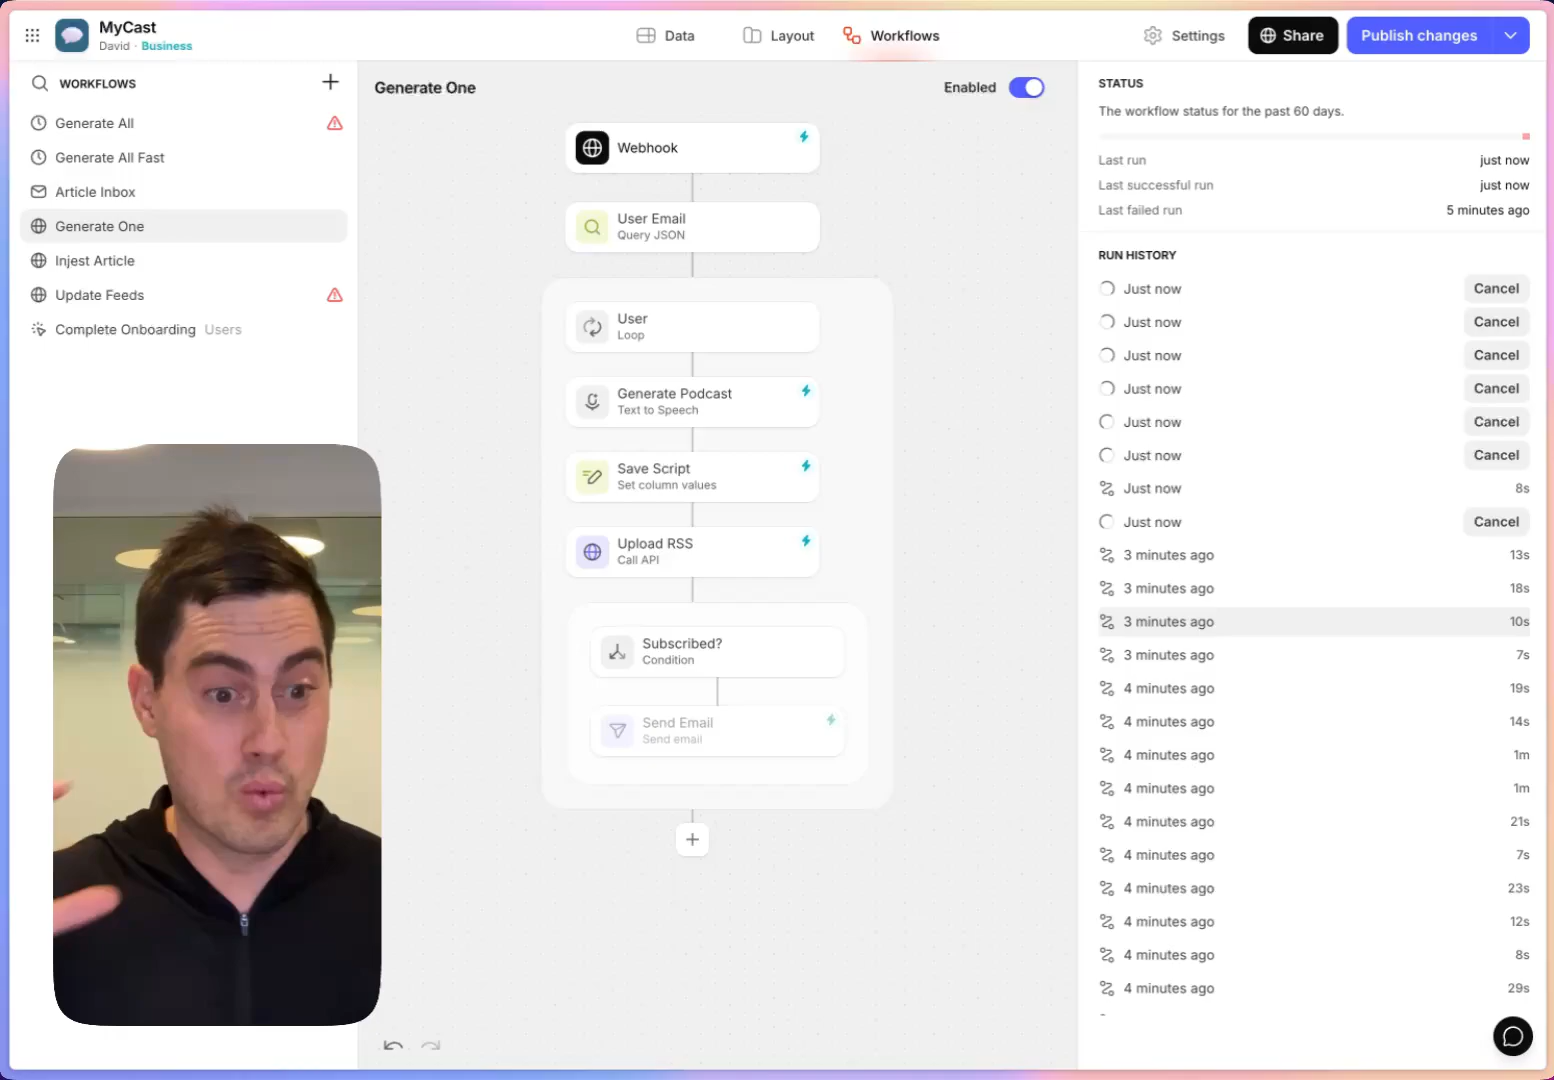 MyCast
David · Business
Data
Layout
Workflows
Settings
Share
Publish changes
WORKFLOWS
Generate All
Generate All Fast
Article Inbox
Generate One
Injest Article
Update Feeds
Complete Onboarding Users
Generate One
Enabled
Webhook
User Email
Query JSON
User
Loop
Generate Podcast
Text to Speech
Save Script
Set column values
Upload RSS
Call API
Subscribed?
Condition
Send Email
Send email
STATUS
The workflow status for the past 60 days.
Last run just now
Last successful run just now
Last failed run 5 minutes ago
RUN HISTORY
Just now Cancel
Just now Cancel
Just now Cancel
Just now Cancel
Just now Cancel
Just now Cancel
Just now 8s
Just now Cancel
3 minutes ago 13s
3 minutes ago 18s
3 minutes ago 10s
3 minutes ago 7s
4 minutes ago 19s
4 minutes ago 14s
4 minutes ago 1m
4 minutes ago 1m
4 minutes ago 21s
4 minutes ago 7s
4 minutes ago 23s
4 minutes ago 12s
4 minutes ago 8s
4 minutes ago 29s